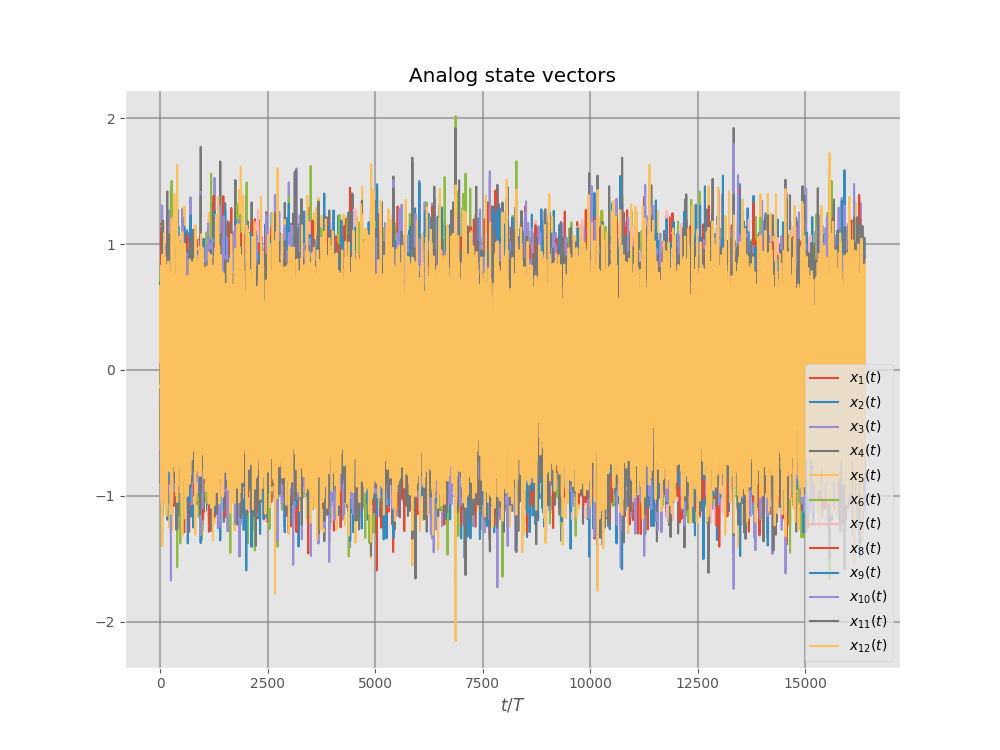 Analog state vectors
2
1
0
−1
−2
0 2500 5000 7500 10000 12500 15000
t/T
x₁(t)
x₂(t)
x₃(t)
x₄(t)
x₅(t)
x₆(t)
x₇(t)
x₈(t)
x₉(t)
x₁₀(t)
x₁₁(t)
x₁₂(t)